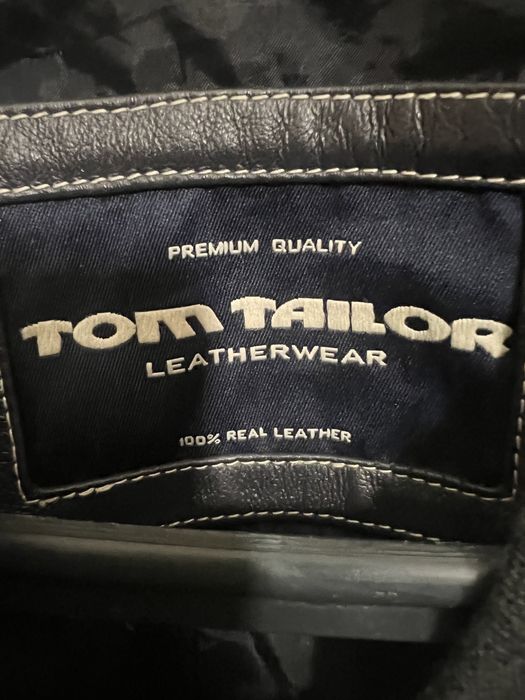 PREMIUM QUALITY
TOM TAILOR
LEATHERWEAR
100% REAL LEATHER